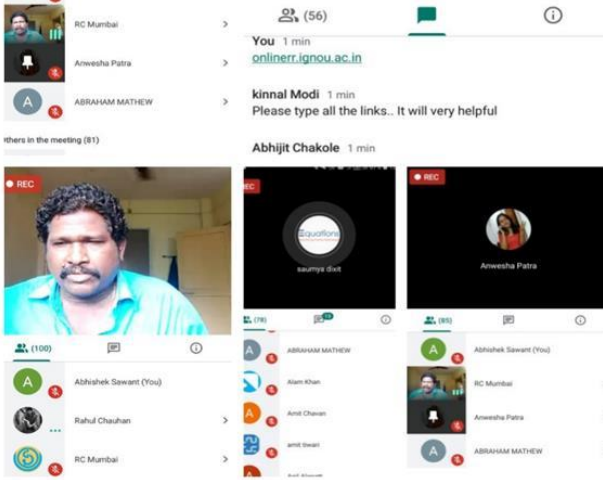 RC Mumbai
Anwesha Patra
A
ABRAHAM MATHEW
others in the meeting (81)
REC
(100)
A
Abhishek Sawant (You)
Rahul Chauhan
RC Mumbai
(56)
You 1 min
onlinerr.ignou.ac.in
kinnal Modi 1 min
Please type all the links.. It will very helpful
Abhijit Chakole 1 min
REC
Equations
saumya dixit
(78)
A
ABRAHAM MATHEW
Alam Khan
A
Amit Chavan
amit tiwari
REC
Anwesha Patra
(85)
A
Abhishek Sawant (You)
RC Mumbai
Anwesha Patra
A
ABRAHAM MATHEW